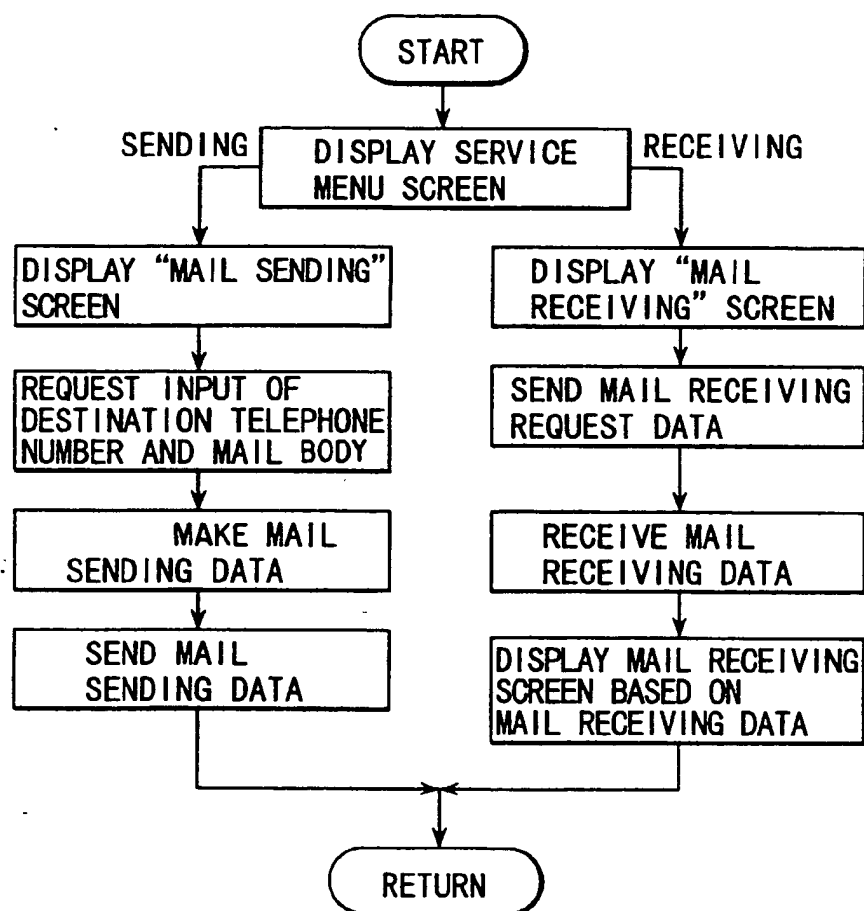 START
SENDING
DISPLAY SERVICE
MENU SCREEN
RECEIVING
DISPLAY “MAIL SENDING”
SCREEN
REQUEST INPUT OF
DESTINATION TELEPHONE
NUMBER AND MAIL BODY
MAKE MAIL
SENDING DATA
SEND MAIL
SENDING DATA
DISPLAY “MAIL
RECEIVING” SCREEN
SEND MAIL RECEIVING
REQUEST DATA
RECEIVE MAIL
RECEIVING DATA
DISPLAY MAIL RECEIVING
SCREEN BASED ON
MAIL RECEIVING DATA
RETURN